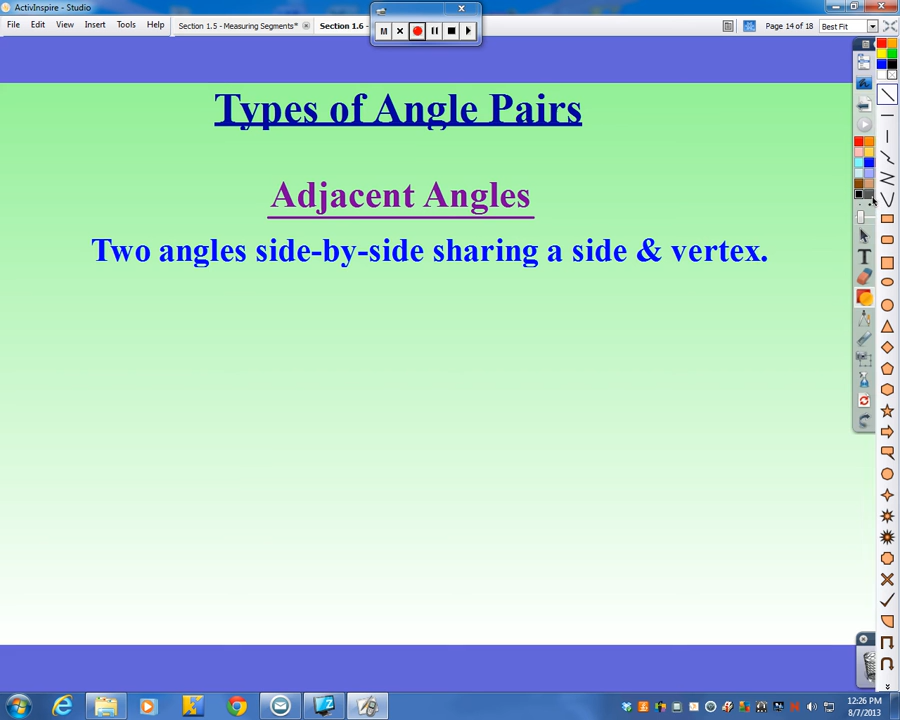 ActivInspire - Studio
File Edit View Insert Tools Help
Section 1.5 - Measuring Segments*
Section 1.6 -
M
Page 14 of 18
Best Fit
Types of Angle Pairs
Adjacent Angles
Two angles side-by-side sharing a side & vertex.
T
12:26 PM
8/7/2013